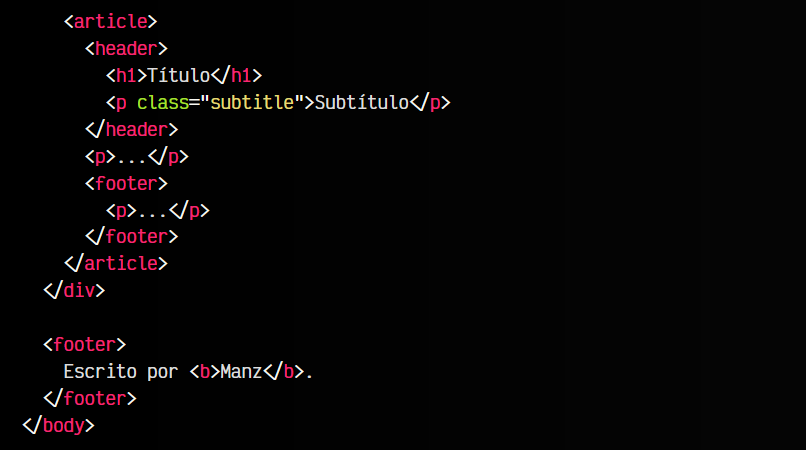 <article>
<header>
<h1>Título</h1>
<p class="subtitle">Subtítulo</p>
</header>
<p>...</p>
<footer>
<p>...</p>
</footer>
</article>
</div>
<footer>
Escrito por <b>Manz</b>.
</footer>
</body>